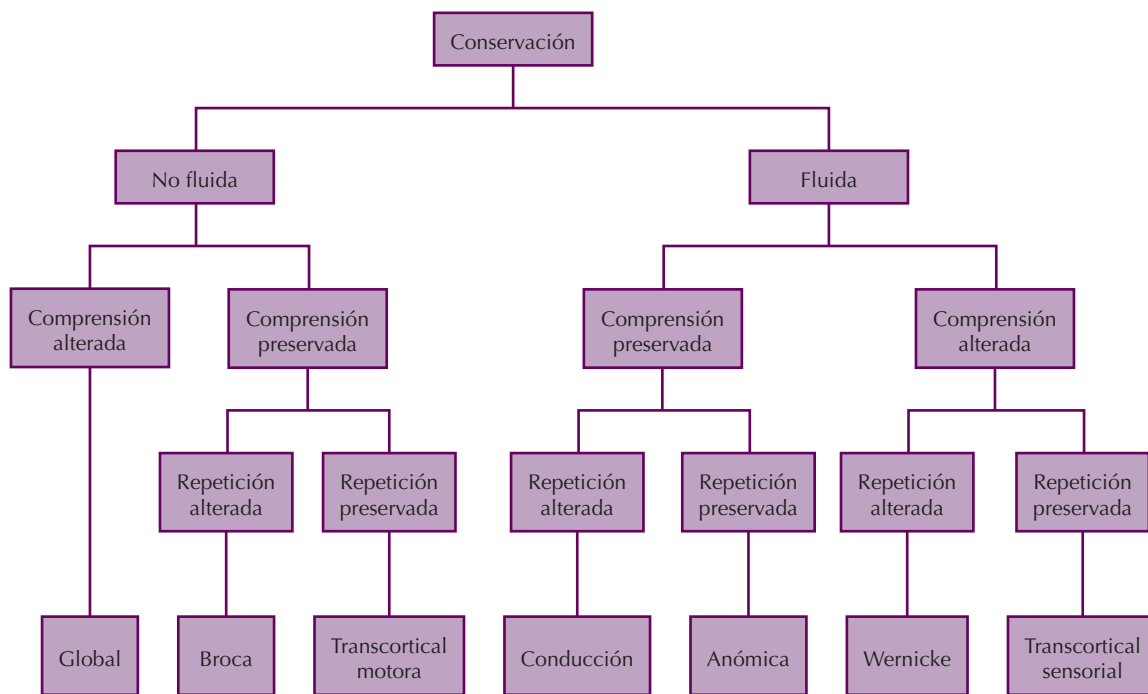 Conservación
No fluida
Fluida
Comprensión
alterada
Comprensión
preservada
Comprensión
preservada
Comprensión
alterada
Repetición
alterada
Repetición
preservada
Repetición
alterada
Repetición
preservada
Repetición
alterada
Repetición
preservada
Global
Broca
Transcortical
motora
Conducción
Anómica
Wernicke
Transcortical
sensorial